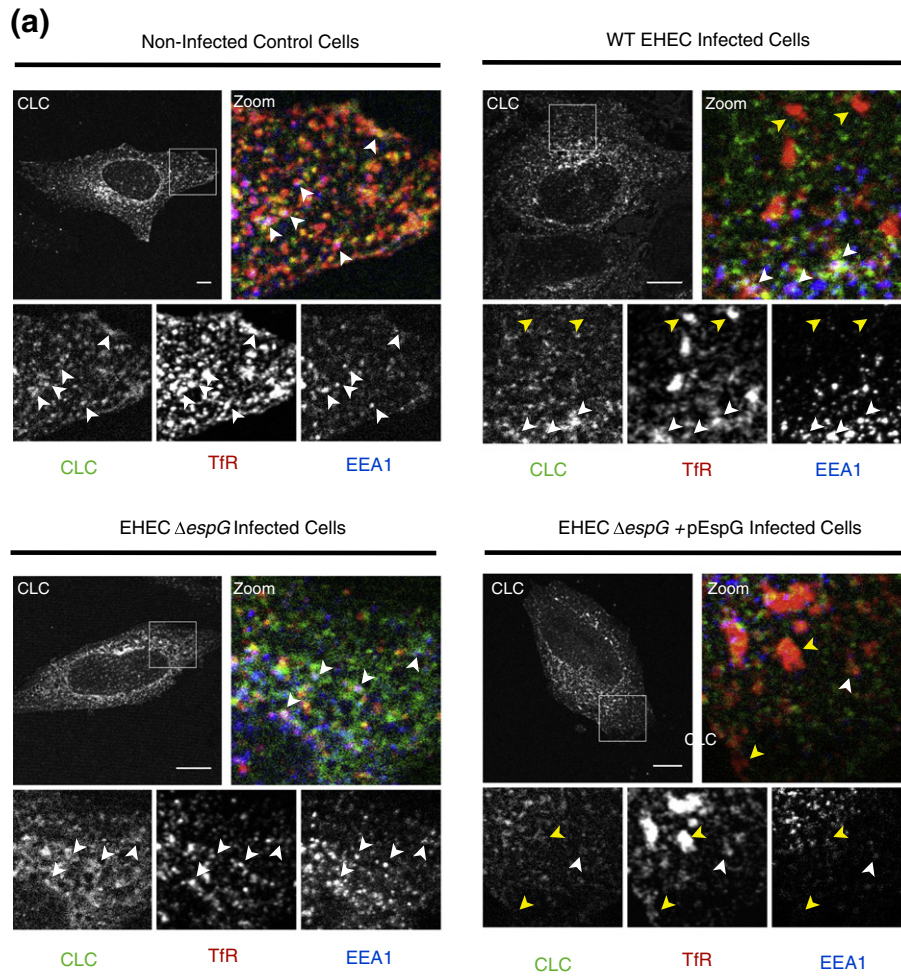 (a)
Non-Infected Control Cells
WT EHEC Infected Cells
CLC
Zoom
CLC
Zoom
CLC
TfR
EEA1
CLC
TfR
EEA1
EHEC ΔespG Infected Cells
EHEC ΔespG +pEspG Infected Cells
CLC
Zoom
CLC
Zoom
CLC
CLC
TfR
EEA1
CLC
TfR
EEA1